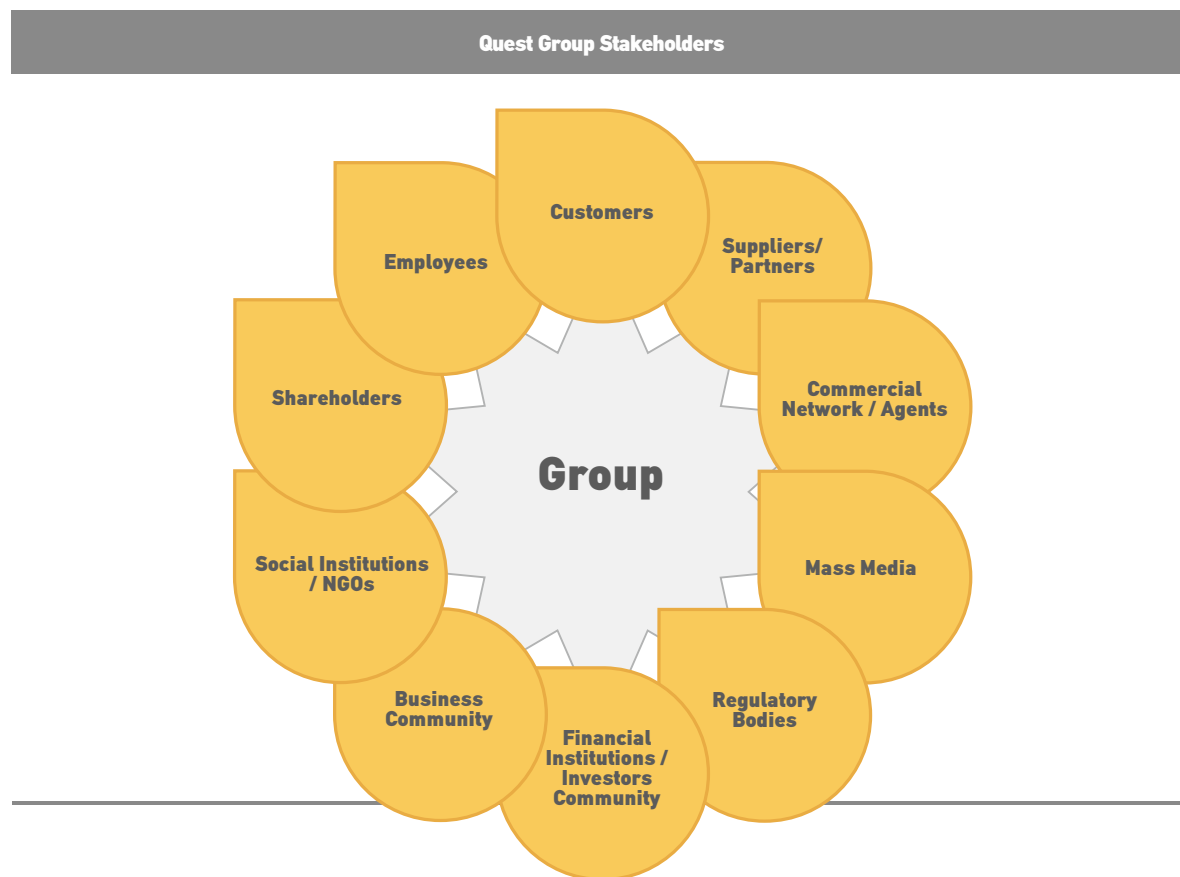 Quest Group Stakeholders
Customers
Suppliers/
Partners
Employees
Commercial
Network / Agents
Shareholders
Group
Mass Media
Social Institutions
/ NGOs
Regulatory
Bodies
Business
Community
Financial
Institutions /
Investors
Community